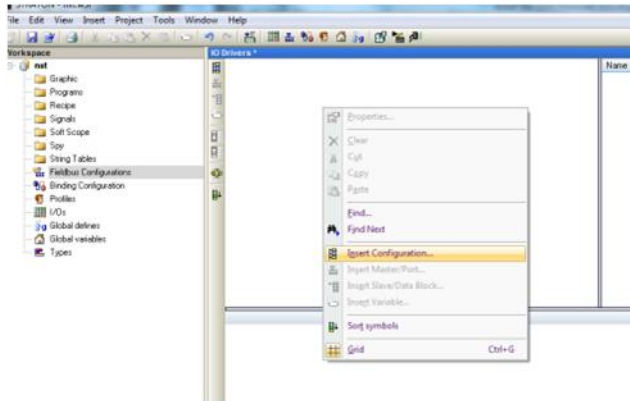 File Edit View Insert Project Tools Window Help
Workspace
IO Drivers *
Name
Graphic
Programs
Recipe
Signals
Soft Scope
Spy
String Tables
Fieldbus Configurations
Binding Configuration
Profiles
I/Os
Global defines
Global variables
Types
Properties...
Clear
Cut
Copy
Paste
Find...
Find Next
Insert Configuration...
Insert Master/Port...
Insert Slave/Data Block...
Insert Variable...
Sort symbols
Grid Ctrl+G